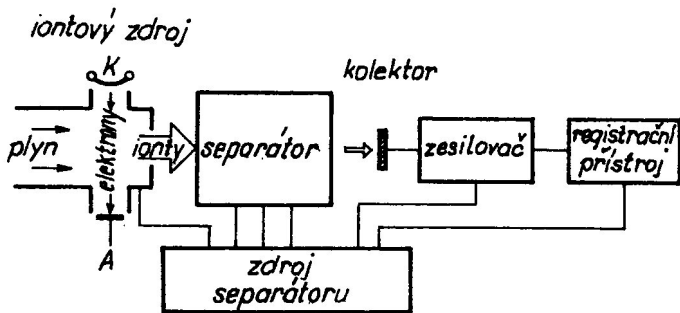 iontový zdroj
K
kolektor
plyn
elektrony
ionty
separátor
zesilovač
registrační
přístroj
A
zdroj
separátoru